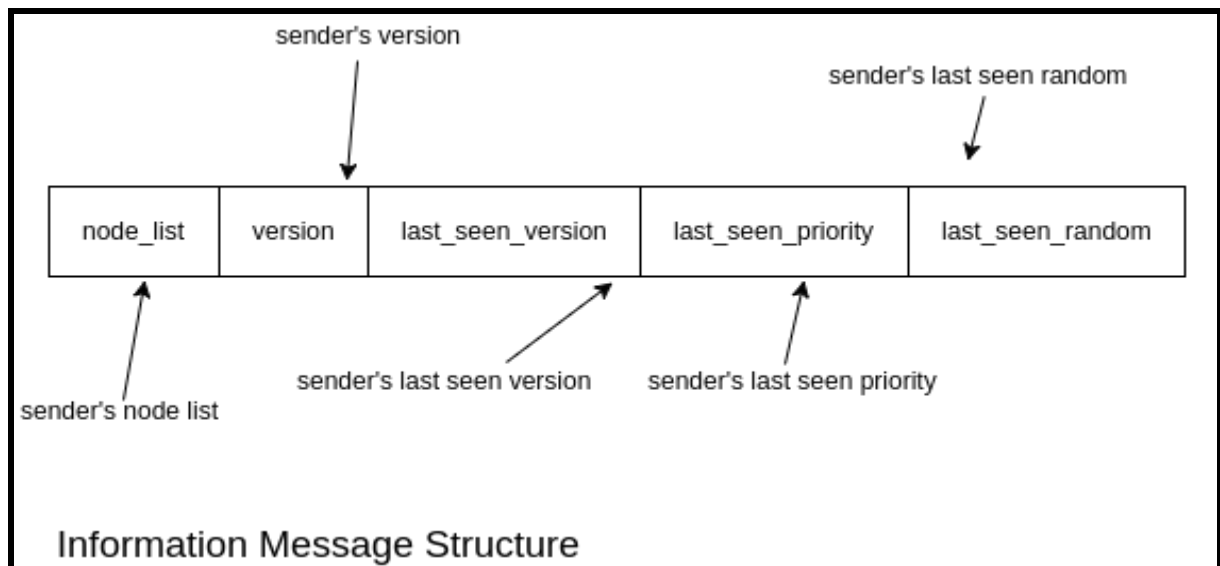 sender's version
sender's last seen random
node_list version last_seen_version last_seen_priority last_seen_random
sender's last seen version sender's last seen priority
sender's node list
Information Message Structure